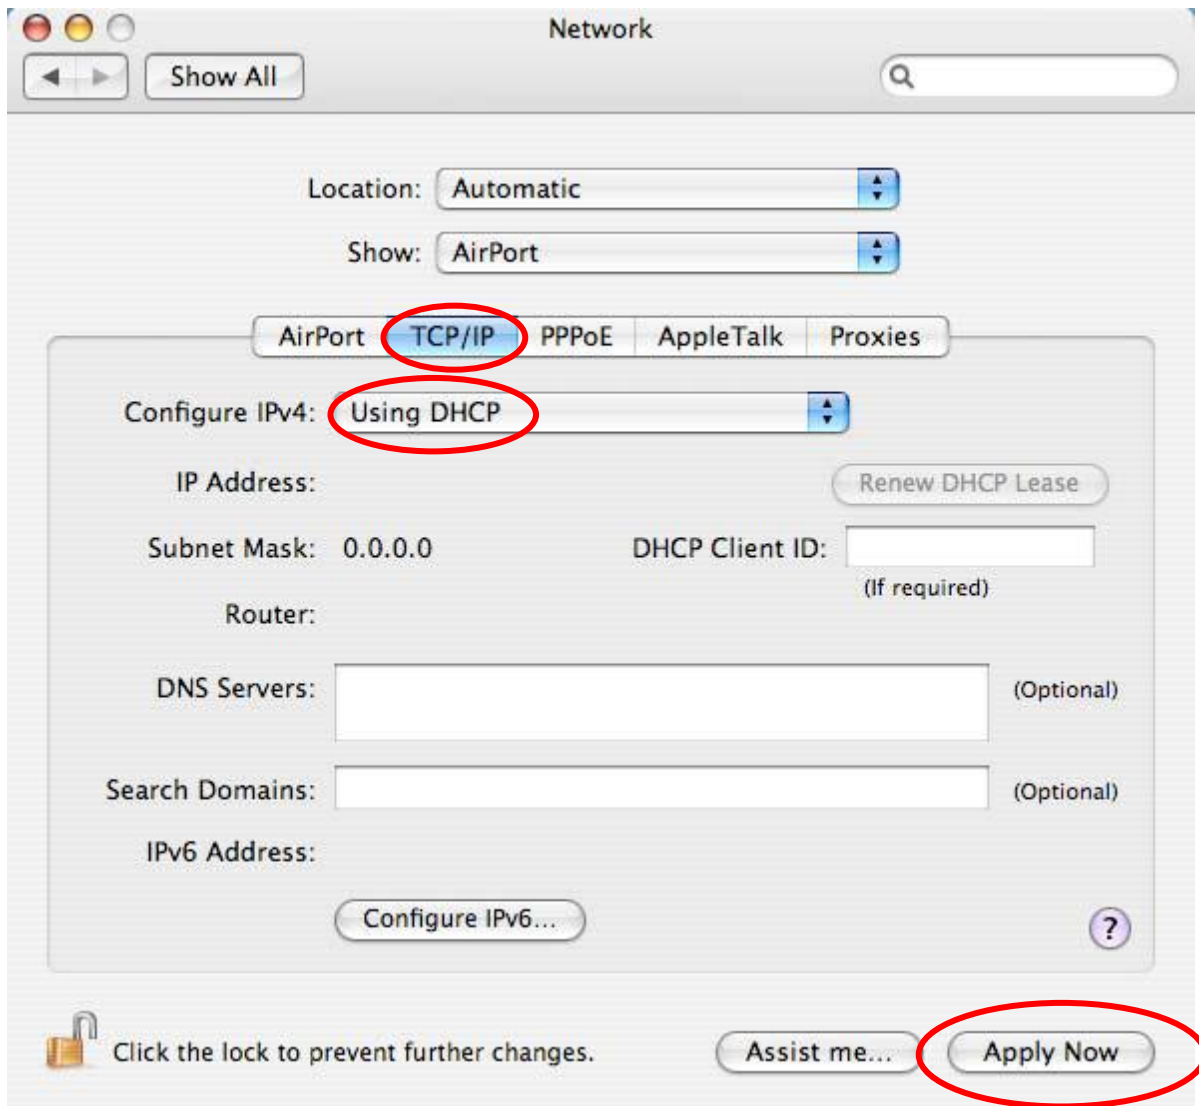 Network
Show All
Location: Automatic
Show: AirPort
AirPort TCP/IP PPPoE AppleTalk Proxies
Configure IPv4: Using DHCP
IP Address: Renew DHCP Lease
Subnet Mask: 0.0.0.0 DHCP Client ID:
(If required)
Router:
DNS Servers: (Optional)
Search Domains: (Optional)
IPv6 Address:
Configure IPv6...
?
Click the lock to prevent further changes. Assist me... Apply Now